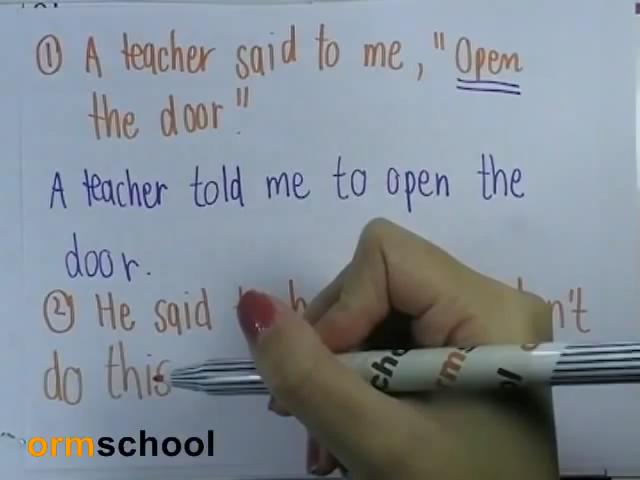 ① A teacher said to me, "Open
the door".
A teacher told me to open the
door.
② He said
do this
ormschool